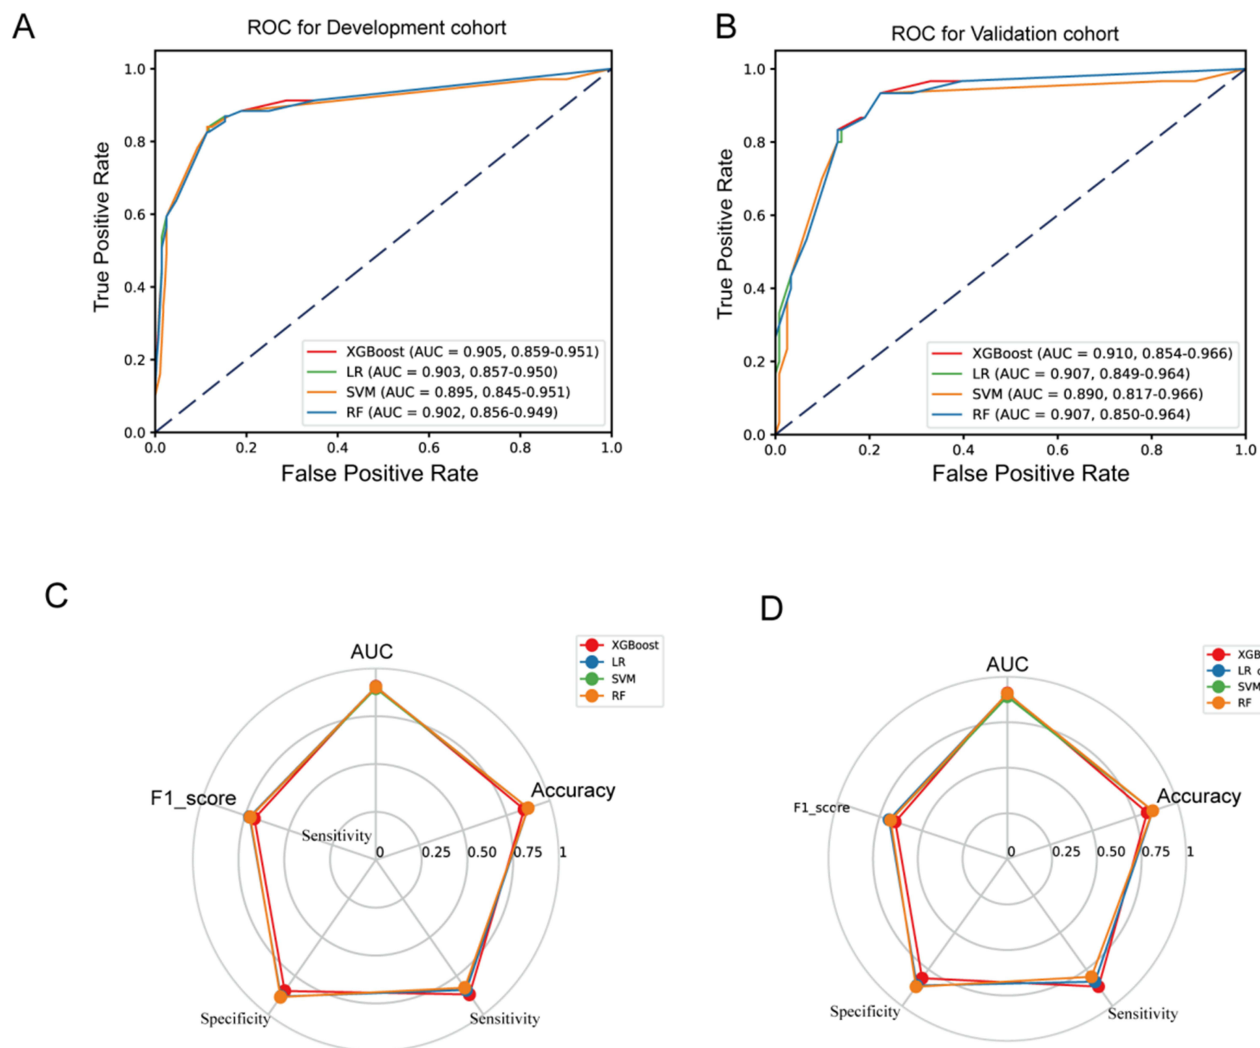 A
ROC for Development cohort
True Positive Rate
1.0
0.8
0.6
0.4
0.2
0.0
0.0
0.2
0.4
0.6
0.8
1.0
False Positive Rate
XGBoost (AUC = 0.905, 0.859-0.951)
LR (AUC = 0.903, 0.857-0.950)
SVM (AUC = 0.895, 0.845-0.951)
RF (AUC = 0.902, 0.856-0.949)
B
ROC for Validation cohort
True Positive Rate
1.0
0.8
0.6
0.4
0.2
0.0
0.0
0.2
0.4
0.6
0.8
1.0
False Positive Rate
XGBoost (AUC = 0.910, 0.854-0.966)
LR (AUC = 0.907, 0.849-0.964)
SVM (AUC = 0.890, 0.817-0.966)
RF (AUC = 0.907, 0.850-0.964)
C
XGBoost
LR
SVM
RF
AUC
F1_score
Accuracy
Sensitivity
0
0.25
0.50
0.75
1
Specificity
Sensitivity
D
XGB
LR
SVM
RF
AUC
F1_score
Accuracy
0
0.25
0.50
0.75
1
Specificity
Sensitivity